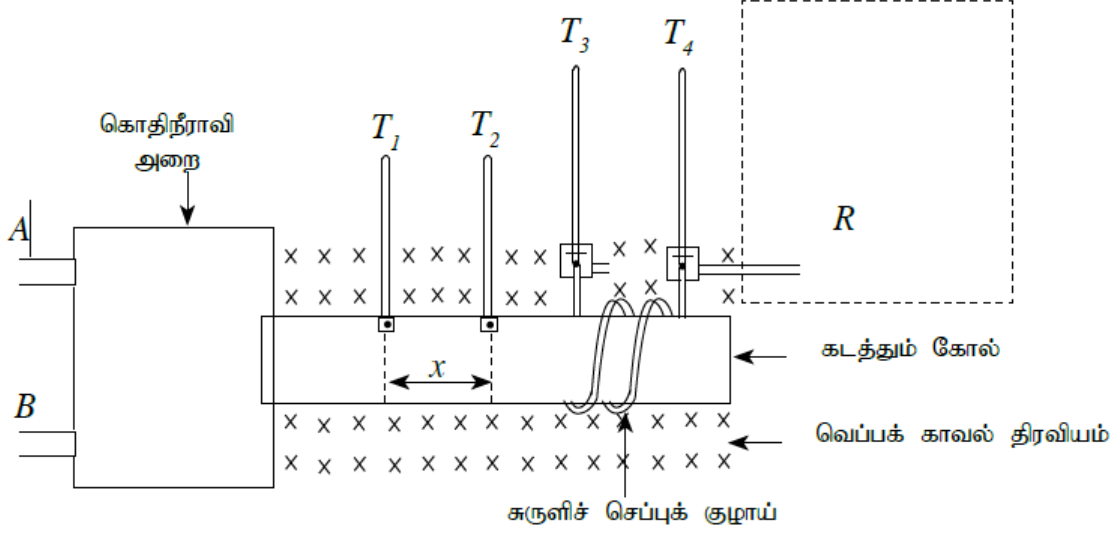 T3 T4
கொதிநீராவி
அறை
T1 T2
A
R
x
கடத்தும் கோல்
B
வெப்பக் காவல் திரவியம்
சுருளிச் செப்புக் குழாய்